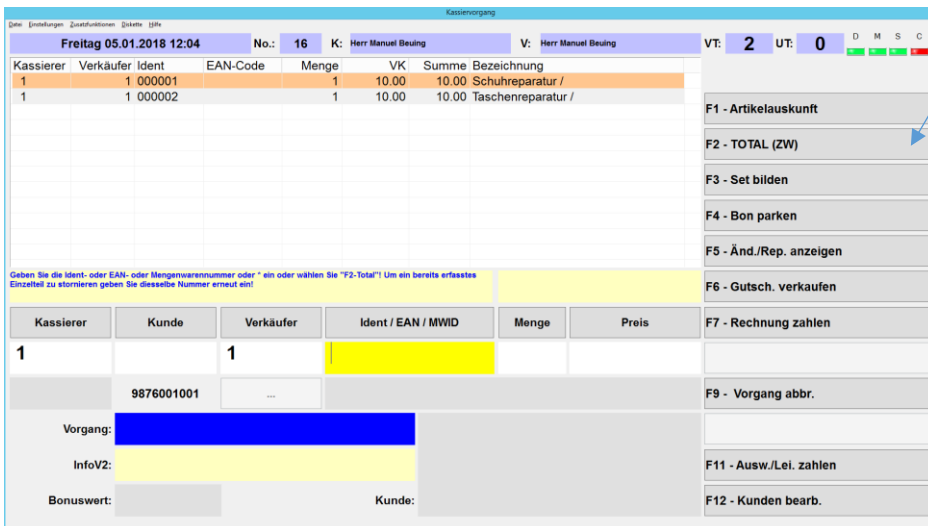 Kassiervorgang
Datei Einstellungen Zusatzfunktionen Diskette Hilfe
Freitag 05.01.2018 12:04 No.: 16 K: Herr Manuel Beuing V: Herr Manuel Beuing VT: 2 UT: 0 D M S C
Kassierer Verkäufer Ident EAN-Code Menge VK Summe Bezeichnung
1 1 000001 1 10.00 10.00 Schuhreparatur /
1 1 000002 1 10.00 10.00 Taschenreparatur /
F1 - Artikelauskunft
F2 - TOTAL (ZW)
F3 - Set bilden
F4 - Bon parken
F5 - Änd./Rep. anzeigen
Geben Sie die Ident- oder EAN- oder Mengenwarennummer oder * ein oder wählen Sie "F2-Total"! Um ein bereits erfasstes
Einzelteil zu stornieren geben Sie diesselbe Nummer erneut ein!
F6 - Gutsch. verkaufen
Kassierer Kunde Verkäufer Ident / EAN / MWID Menge Preis F7 - Rechnung zahlen
1 1
9876001001 ... F9 - Vorgang abbr.
Vorgang:
InfoV2: F11 - Ausw./Lei. zahlen
Bonuswert: Kunde: F12 - Kunden bearb.